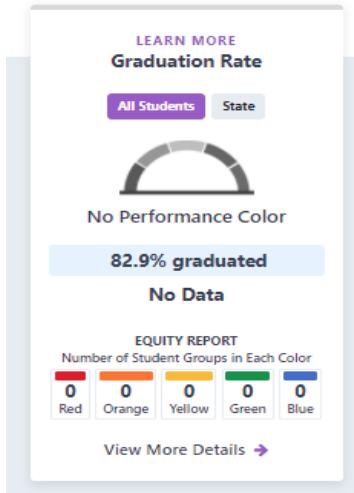 LEARN MORE
Graduation Rate
All Students State
No Performance Color
82.9% graduated
No Data
EQUITY REPORT
Number of Student Groups in Each Color
0 0 0 0 0
Red Orange Yellow Green Blue
View More Details →